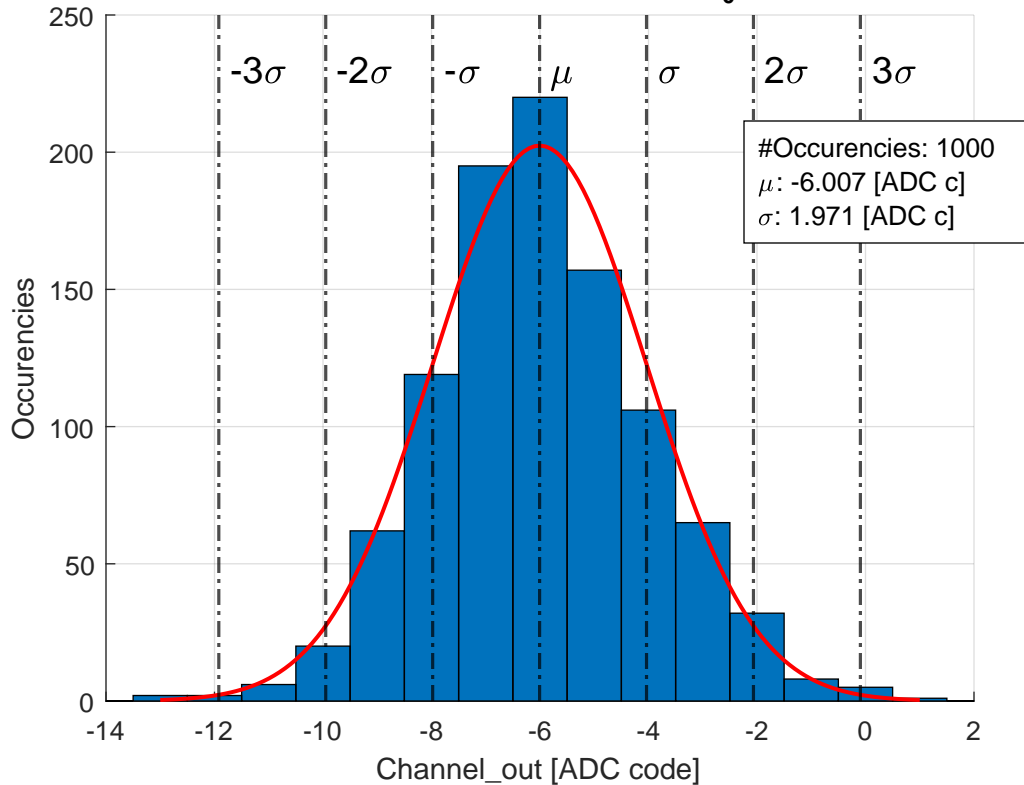 250
200
150
100
50
0
-3σ
-2σ
-σ
μ
σ
2σ
3σ
#Occurencies: 1000
μ: -6.007 [ADC c]
σ: 1.971 [ADC c]
Occurencies
-14
-12
-10
-8
-6
-4
-2
0
2
Channel_out [ADC code]